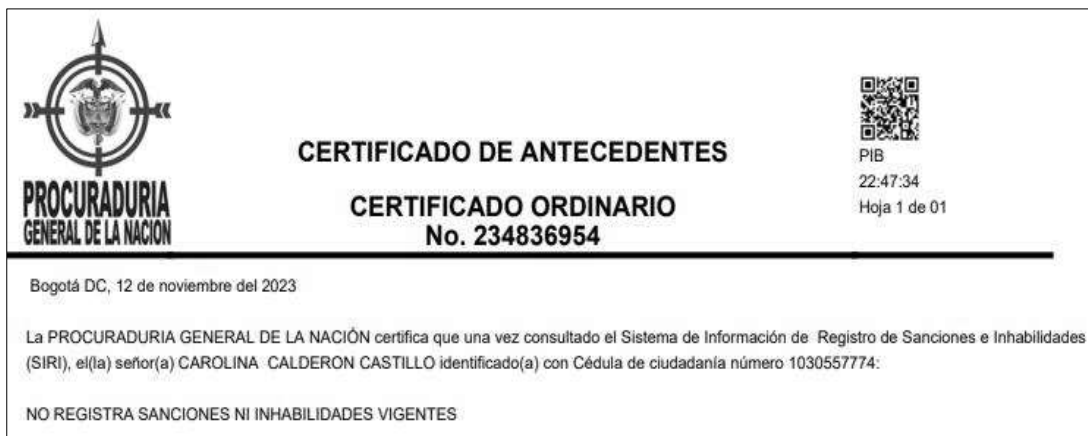 PROCURADURIA
GENERAL DE LA NACION
CERTIFICADO DE ANTECEDENTES
CERTIFICADO ORDINARIO
No. 234836954
PIB
22:47:34
Hoja 1 de 01
Bogotá DC, 12 de noviembre del 2023
La PROCURADURIA GENERAL DE LA NACIÓN certifica que una vez consultado el Sistema de Información de Registro de Sanciones e Inhabilidades
(SIRI), el(la) señor(a) CAROLINA CALDERON CASTILLO identificado(a) con Cédula de ciudadanía número 1030557774:
NO REGISTRA SANCIONES NI INHABILIDADES VIGENTES